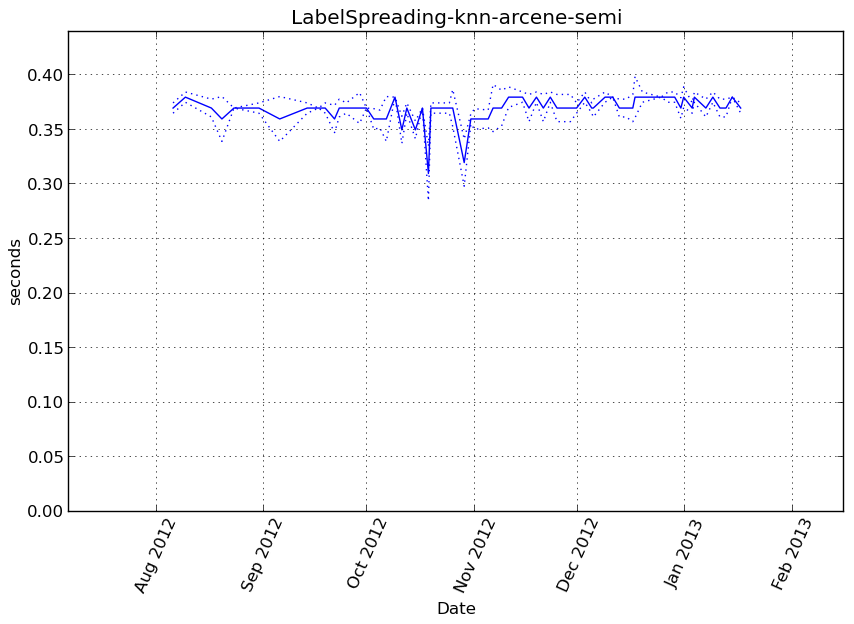 LabelSpreading-knn-arcene-semi
0.40
0.35
0.30
0.25
0.20
0.15
0.10
0.05
0.00
seconds
Aug 2012
Sep 2012
Oct 2012
Nov 2012
Dec 2012
Jan 2013
Feb 2013
Date